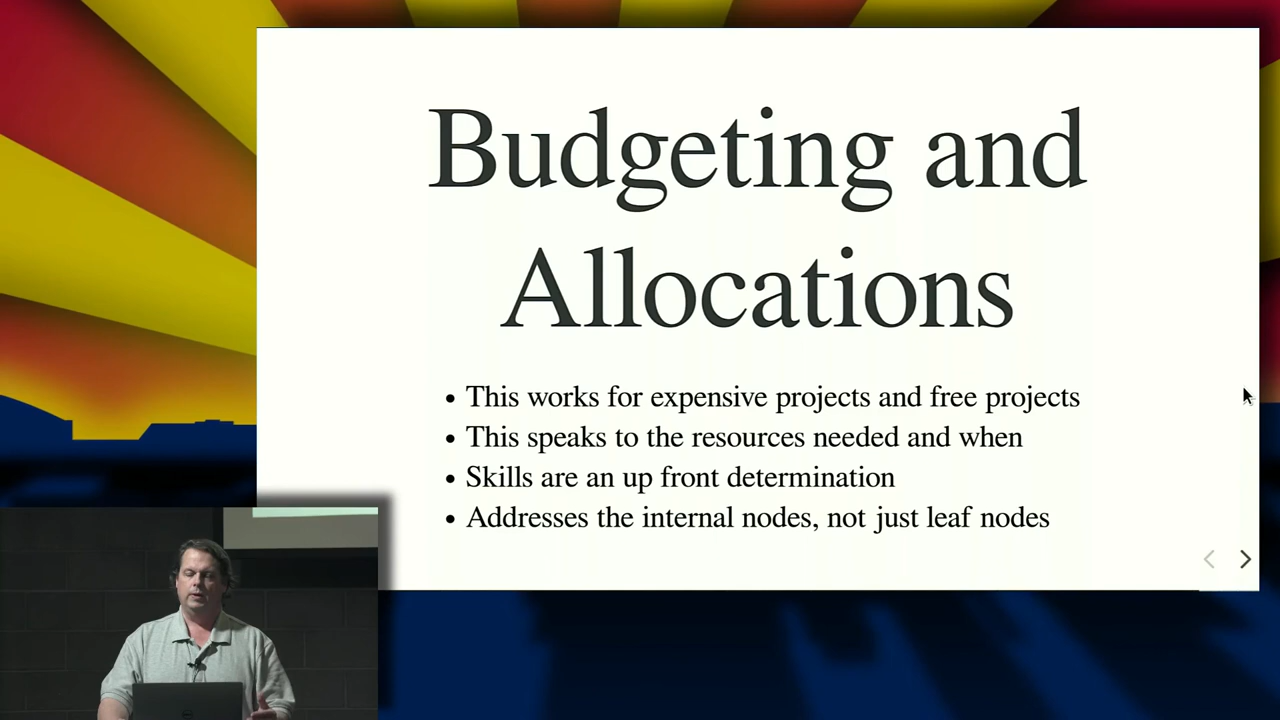 Budgeting and
Allocations
• This works for expensive projects and free projects
• This speaks to the resources needed and when
• Skills are an up front determination
• Addresses the internal nodes, not just leaf nodes